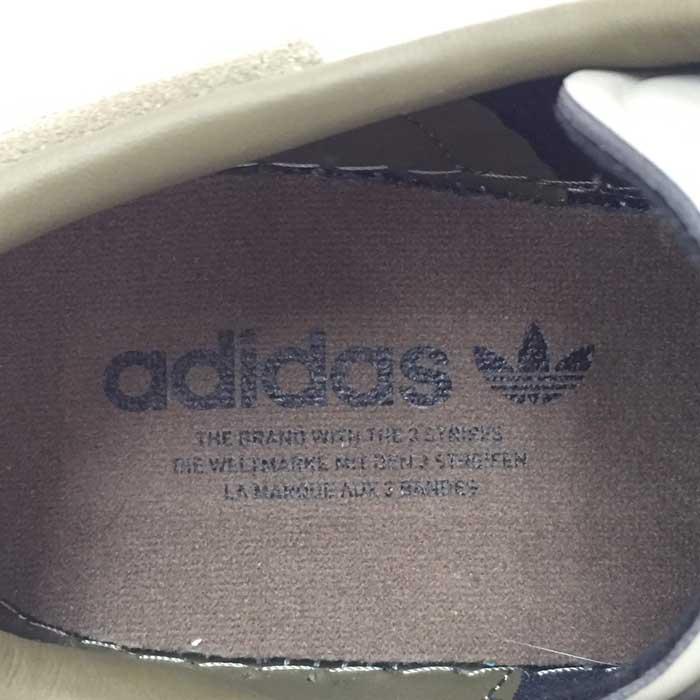 adidas
THE BRAND WITH THE 3 STRIPES
DIE WELTMARKE MIT DEN 3 STREIFEN
LA MARQUE AUX 3 BANDES